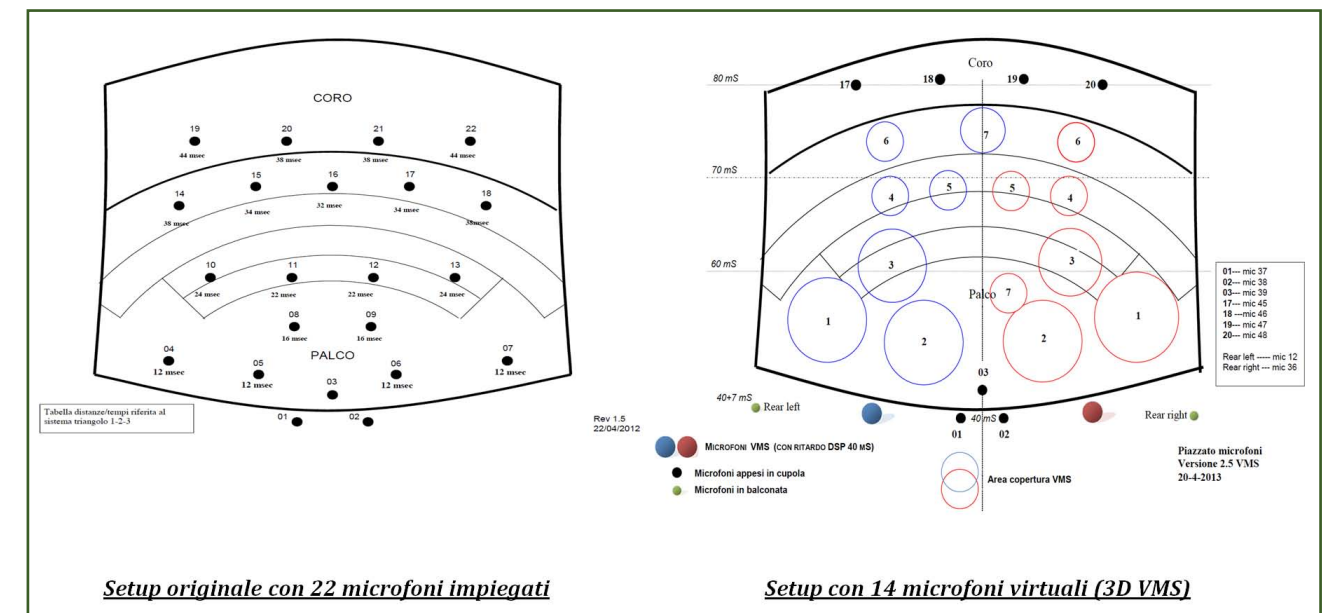 CORO
19
20
21
22
44 msec
38 msec
38 msec
44 msec
15
16
17
14
18
34 msec
32 msec
34 msec
38 msec
38msec
10
11
12
13
24 msec
22 msec
22 msec
24 msec
08
09
16 msec
16 msec
PALCO
04
05
06
07
12 msec
12 msec
12 msec
12 msec
03
01
02
Tabella distanze/tempi riferita al
sistema triangolo 1-2-3
Rev 1.5
22/04/2012
Setup originale con 22 microfoni impiegati
Coro
80 mS
17
18
19
20
6
7
6
70 mS
4
5
5
4
60 mS
3
3
Palco
7
1
2
2
1
03
40+7 mS
Rear left
40 mS
Rear right
01
02
01--- mic 37
02--- mic 38
03--- mic 39
17--- mic 45
18 --- mic 46
19--- mic 47
20--- mic 48
Rear left ----- mic 12
Rear right --- mic 36
Microfoni VMS (con ritardo DSP 40 mS)
Microfoni appesi in cupola
Microfoni in balconata
Area copertura VMS
Piazzato microfoni
Versione 2.5 VMS
20-4-2013
Setup con 14 microfoni virtuali (3D VMS)